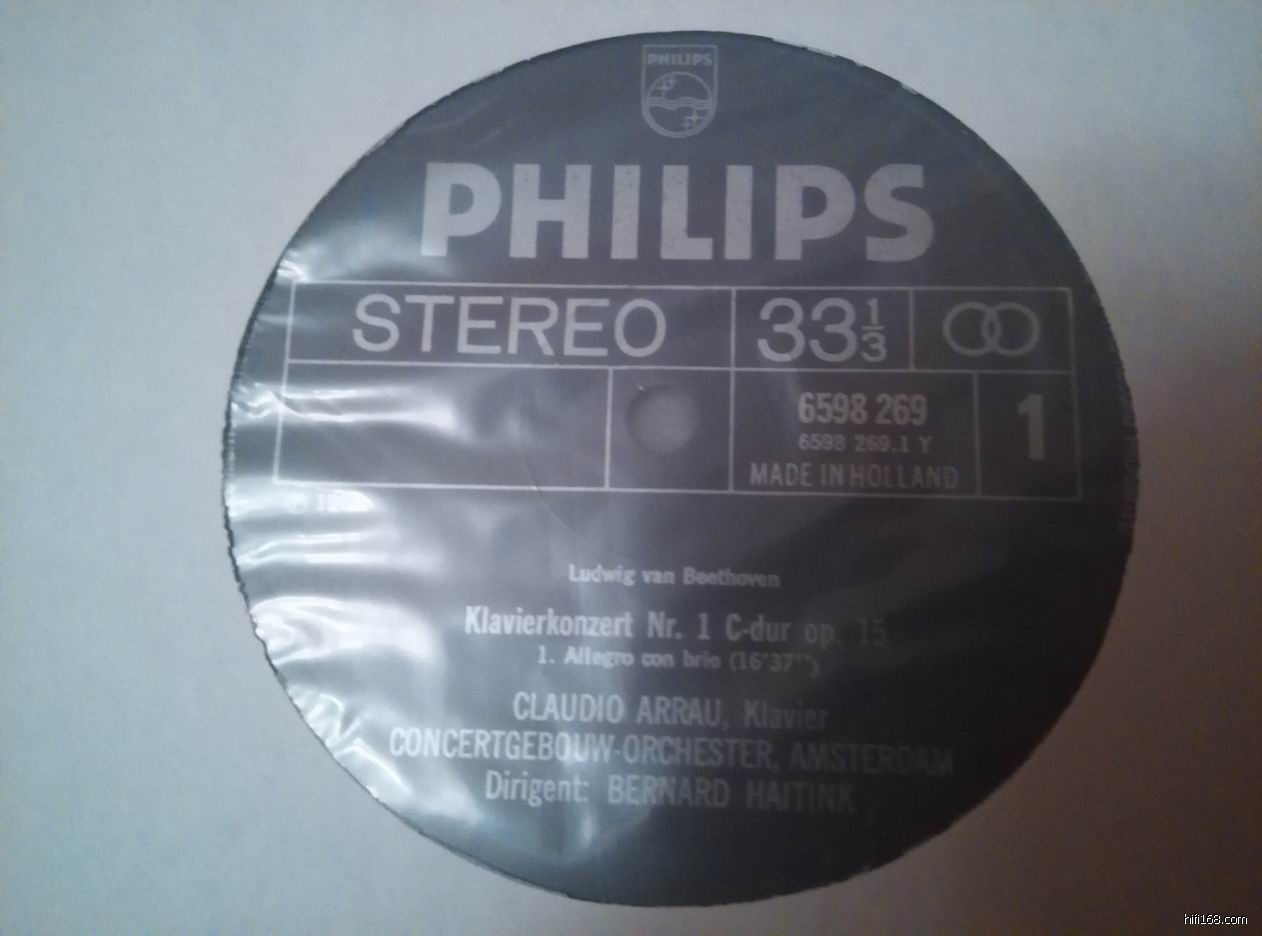 PHILIPS
PHILIPS
STEREO
33 1/3
6598 269
6598 269.1 Y
MADE IN HOLLAND
1
Ludwig van Beethoven
Klavierkonzert Nr. 1 C-dur op. 15
1. Allegro con brio (16'37'')
CLAUDIO ARRAU, Klavier
CONCERTGEBOUW-ORCHESTER, AMSTERDAM
Dirigent: BERNARD HAITINK
hifi168.com